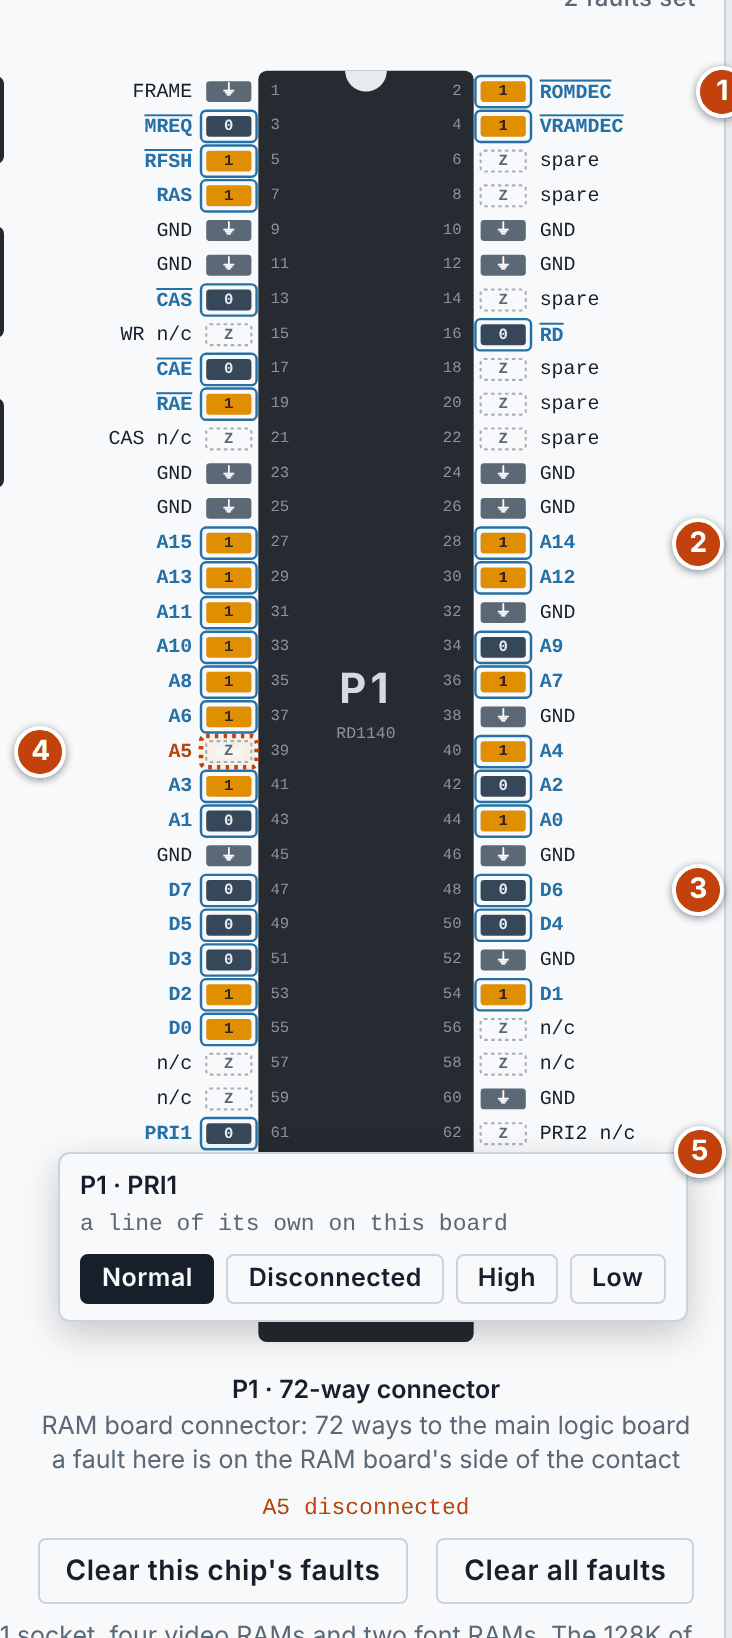 2 faults set
FRAME 1 2 1 ROMDEC 1
MREQ 0 3 4 1 VRAMDEC
RFSH 1 5 6 Z spare
RAS 1 7 8 Z spare
GND 9 10 GND
GND 11 12 GND
CAS 0 13 14 Z spare
WR n/c Z 15 16 0 RD
CAE 0 17 18 Z spare
RAE 1 19 20 Z spare
CAS n/c Z 21 22 Z spare
GND 23 24 GND
GND 25 26 GND
A15 1 27 28 1 A14 2
A13 1 29 30 1 A12
A11 1 31 32 GND
A10 1 33 34 0 A9
A8 1 35 36 1 A7
P1
A6 1 37 38 GND
RD1140
4 A5 Z 39 40 1 A4
A3 1 41 42 0 A2
A1 0 43 44 1 A0
GND 45 46 GND
D7 0 47 48 0 D6 3
D5 0 49 50 0 D4
D3 0 51 52 GND
D2 1 53 54 1 D1
D0 1 55 56 Z n/c
n/c Z 57 58 Z n/c
n/c Z 59 60 GND
PRI1 0 61 62 Z PRI2 n/c
5
P1 · PRI1
a line of its own on this board
Normal Disconnected High Low
P1 · 72-way connector
RAM board connector: 72 ways to the main logic board
a fault here is on the RAM board's side of the contact
A5 disconnected
Clear this chip's faults Clear all faults
1 socket, four video RAMs and two font RAMs. The 128K of